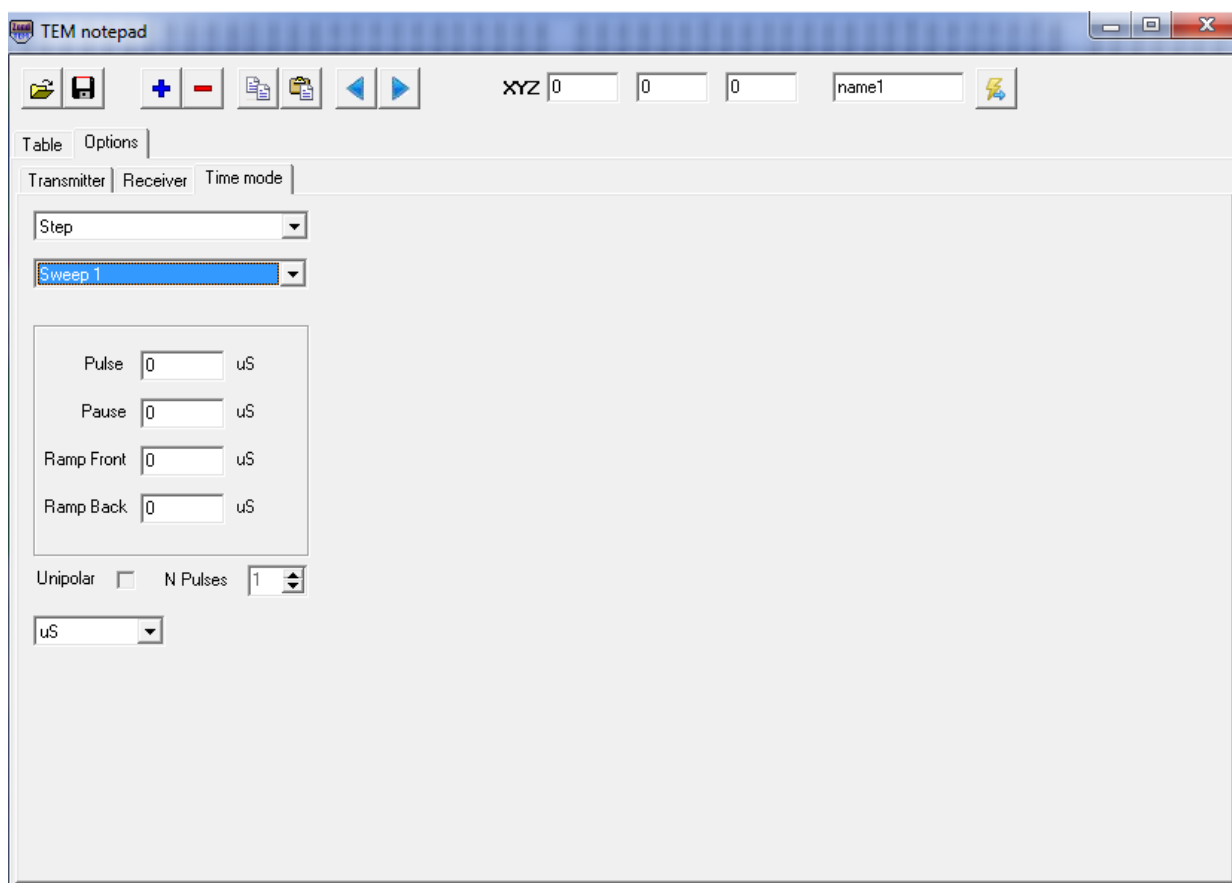 TEM notepad
XYZ 0 0 0 name1
Table Options
Transmitter Receiver Time mode
Step
Sweep 1
Pulse 0 uS
Pause 0 uS
Ramp Front 0 uS
Ramp Back 0 uS
Unipolar N Pulses 1
uS